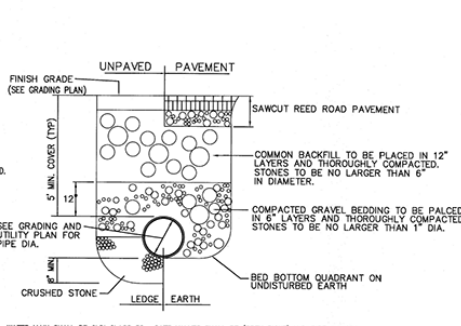 UNPAVED PAVEMENT
FINISH GRADE
(SEE GRADING PLAN)
SAWCUT REED ROAD PAVEMENT
5' MIN. COVER (TYP)
COMMON BACKFILL TO BE PLACED IN 12"
LAYERS AND THOROUGHLY COMPACTED.
STONES TO BE NO LARGER THAN 6"
IN DIAMETER.
D.
12"
COMPACTED GRAVEL BEDDING TO BE PALCED
IN 6" LAYERS AND THOROUGHLY COMPACTED
STONES TO BE NO LARGER THAN 1" DIA.
SEE GRADING AND
UTILITY PLAN FOR
PIPE DIA.
8" MIN
BED BOTTOM QUADRANT ON
UNDISTURBED EARTH
CRUSHED STONE
LEDGE EARTH